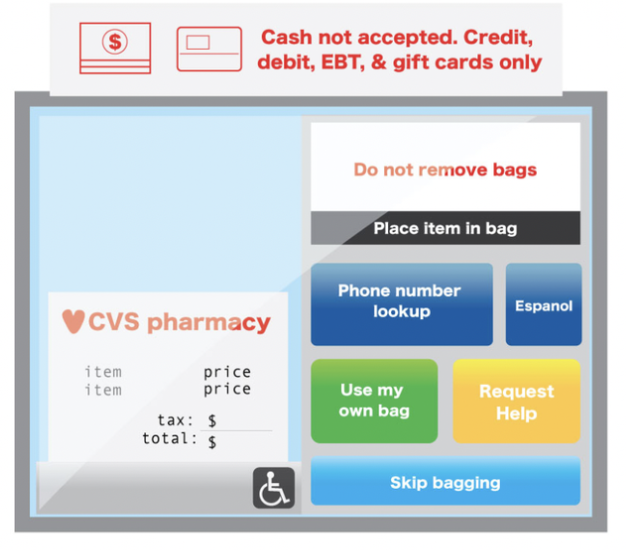 $
Cash not accepted. Credit,
debit, EBT, & gift cards only
Do not remove bags
Place item in bag
Phone number
lookup
Espanol
CVS pharmacy
item price
item price
tax: $
total: $
Use my
own bag
Request
Help
Skip bagging